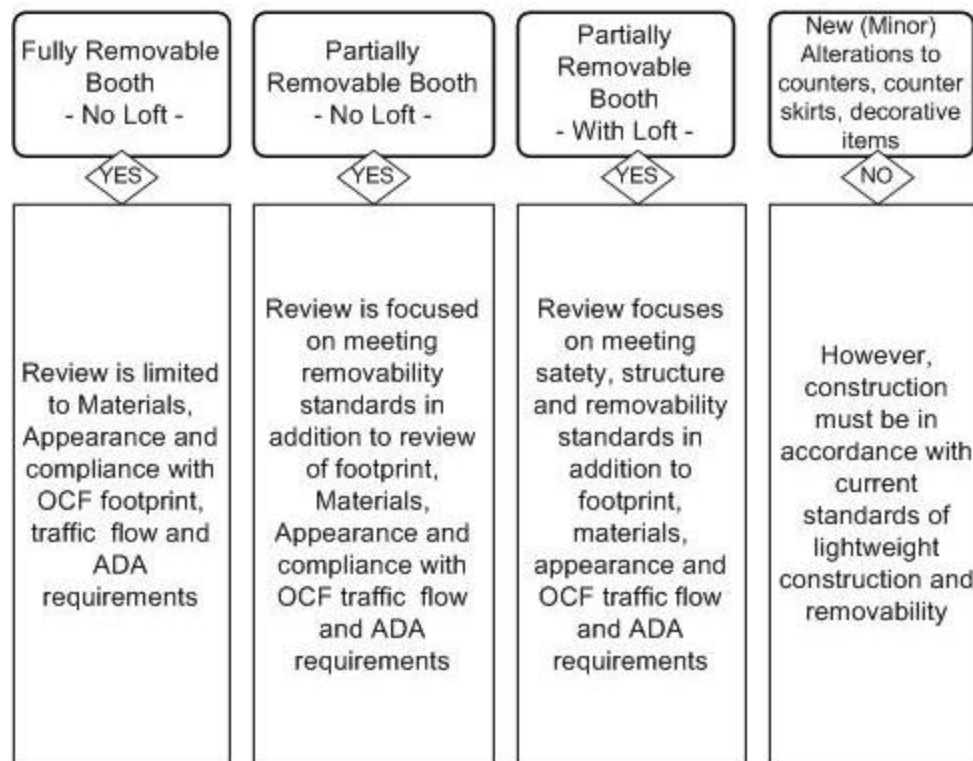 Fully Removable
Booth
- No Loft -
YES
Review is limited
to Materials,
Appearance and
compliance with
OCF footprint,
traffic flow and
ADA
requirements
Partially
Removable Booth
- No Loft -
YES
Review is focused
on meeting
removability
standards in
addition to review
of footprint,
Materials,
Appearance and
compliance with
OCF traffic flow
and ADA
requirements
Partially
Removable
Booth
- With Loft -
YES
Review focuses
on meeting
safety, structure
and removability
standards in
addition to
footprint,
materials,
appearance and
OCF traffic flow
and ADA
requirements
New (Minor)
Alterations to
counters, counter
skirts, decorative
items
NO
However,
construction
must be in
accordance with
current
standards of
lightweight
construction and
removability